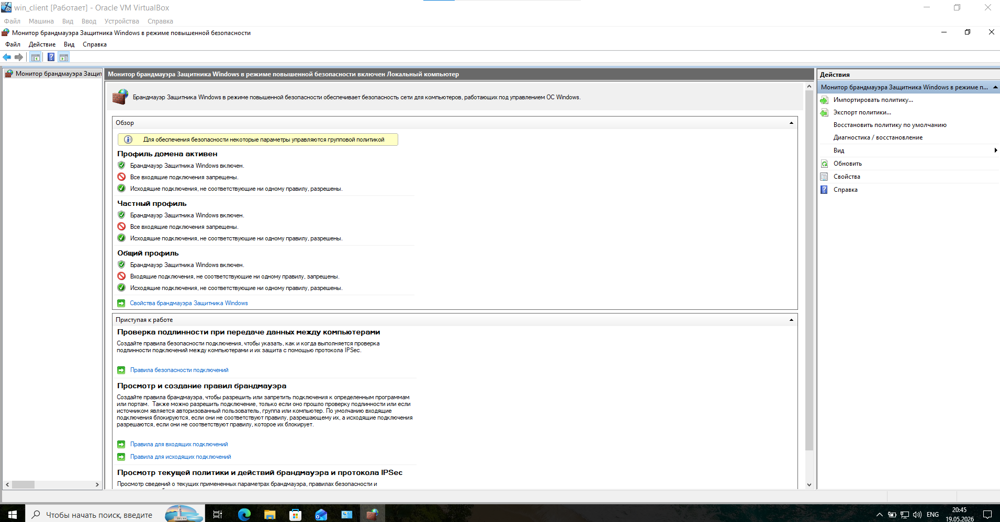 win_client [Работает] - Oracle VM VirtualBox
Файл Машина Вид Ввод Устройства Справка
Монитор брандмауэра Защитника Windows в режиме повышенной безопасности
Файл Действие Вид Справка
Монитор брандмауэра Защит
Монитор брандмауэра Защитника Windows в режиме повышенной безопасности включен Локальный компьютер
Брандмауэр Защитника Windows в режиме повышенной безопасности обеспечивает безопасность сети для компьютеров, работающих под управлением ОС Windows.
Обзор
Для обеспечения безопасности некоторые параметры управляются групповой политикой
Профиль домена активен
Брандмауэр Защитника Windows включен.
Все входящие подключения запрещены.
Исходящие подключения, не соответствующие ни одному правилу, разрешены.
Частный профиль
Брандмауэр Защитника Windows включен.
Все входящие подключения запрещены.
Исходящие подключения, не соответствующие ни одному правилу, разрешены.
Общий профиль
Брандмауэр Защитника Windows включен.
Входящие подключения, не соответствующие ни одному правилу, запрещены.
Исходящие подключения, не соответствующие ни одному правилу, разрешены.
Свойства брандмауэра Защитника Windows
Приступая к работе
Проверка подлинности при передаче данных между компьютерами
Создайте правила безопасности подключения, чтобы указать, как и когда выполняется проверка
подлинности подключений между компьютерами и их защита с помощью протокола IPSec.
Правила безопасности подключений
Просмотр и создание правил брандмауэра
Создайте правила брандмауэра, чтобы разрешить или запретить подключения к определенным программам
или портам. Также можно разрешить подключение, только если оно прошло проверку подлинности или если
источником является авторизованный пользователь, группа или компьютер. По умолчанию входящие
подключения блокируются, если они не соответствуют правилу, разрешающему их, а исходящие подключения
разрешаются, если они не соответствуют правилу, которое их блокирует.
Правила для входящих подключений
Правила для исходящих подключений
Просмотр текущей политики и действий брандмауэра и протокола IPSec
Просмотр сведений о текущих примененных параметрах брандмауэра, правилах безопасности и
Действия
Монитор брандмауэра Защитника Windows в режиме п...
Импортировать политику...
Экспорт политики...
Восстановить политику по умолчанию
Диагностика / восстановление
Вид
Обновить
Свойства
Справка
Чтобы начать поиск, введите
ENG
20:45
19.05.2026